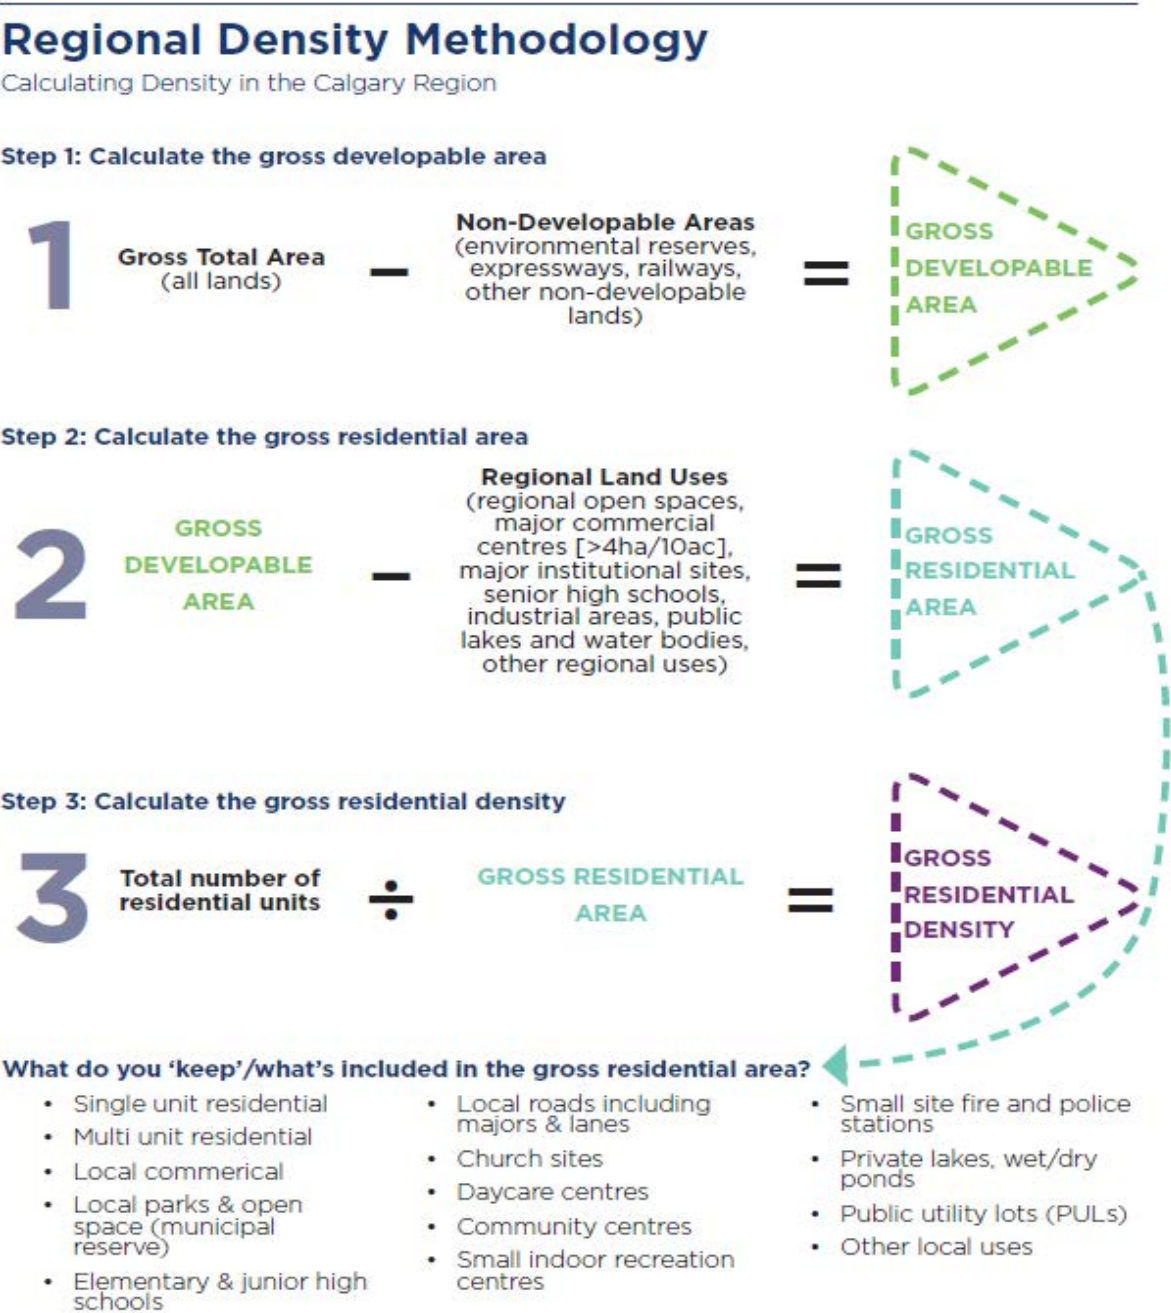 Regional Density Methodology
Calculating Density in the Calgary Region
Step 1: Calculate the gross developable area
1
Gross Total Area
(all lands)
−
Non-Developable Areas
(environmental reserves,
expressways, railways,
other non-developable
lands)
=
GROSS
DEVELOPABLE
AREA
Step 2: Calculate the gross residential area
2
GROSS
DEVELOPABLE
AREA
−
Regional Land Uses
(regional open spaces,
major commercial
centres [>4ha/10ac],
major institutional sites,
senior high schools,
industrial areas, public
lakes and water bodies,
other regional uses)
=
GROSS
RESIDENTIAL
AREA
Step 3: Calculate the gross residential density
3
Total number of
residential units
÷
GROSS RESIDENTIAL
AREA
=
GROSS
RESIDENTIAL
DENSITY
What do you ‘keep’/what’s included in the gross residential area?
• Single unit residential
• Multi unit residential
• Local commerical
• Local parks & open
space (municipal
reserve)
• Elementary & junior high
schools
• Local roads including
majors & lanes
• Church sites
• Daycare centres
• Community centres
• Small indoor recreation
centres
• Small site fire and police
stations
• Private lakes, wet/dry
ponds
• Public utility lots (PULs)
• Other local uses